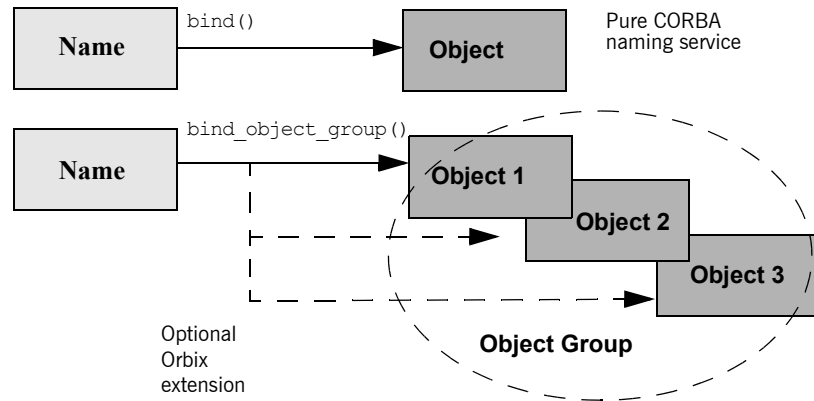 Name
bind()
Object
Pure CORBA
naming service
Name
bind_object_group()
Object 1
Object 2
Object 3
Optional
Orbix
extension
Object Group